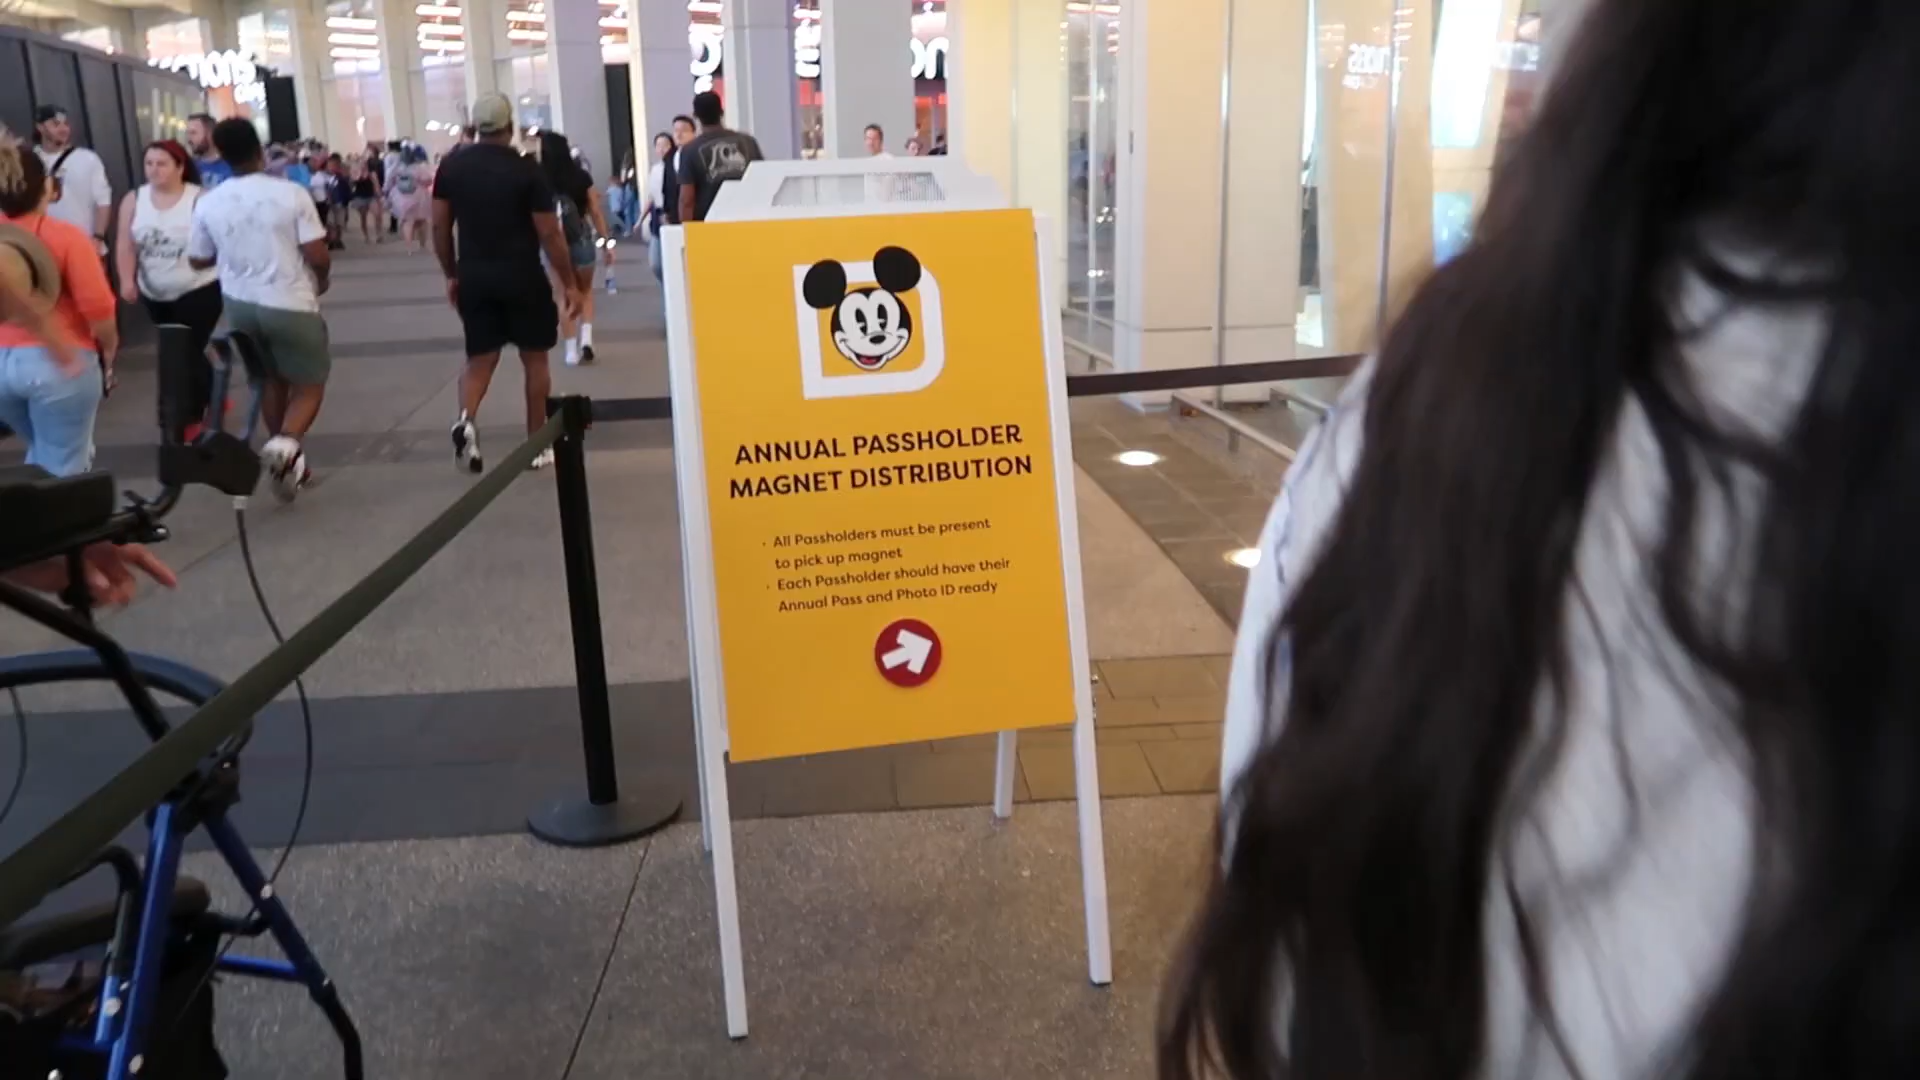 ANNUAL PASSHOLDER
MAGNET DISTRIBUTION
· All Passholders must be present
to pick up magnet
· Each Passholder should have their
Annual Pass and Photo ID ready